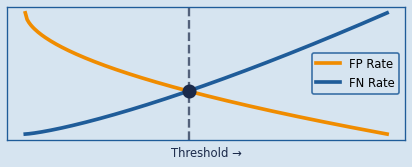 FP Rate
FN Rate
Threshold →